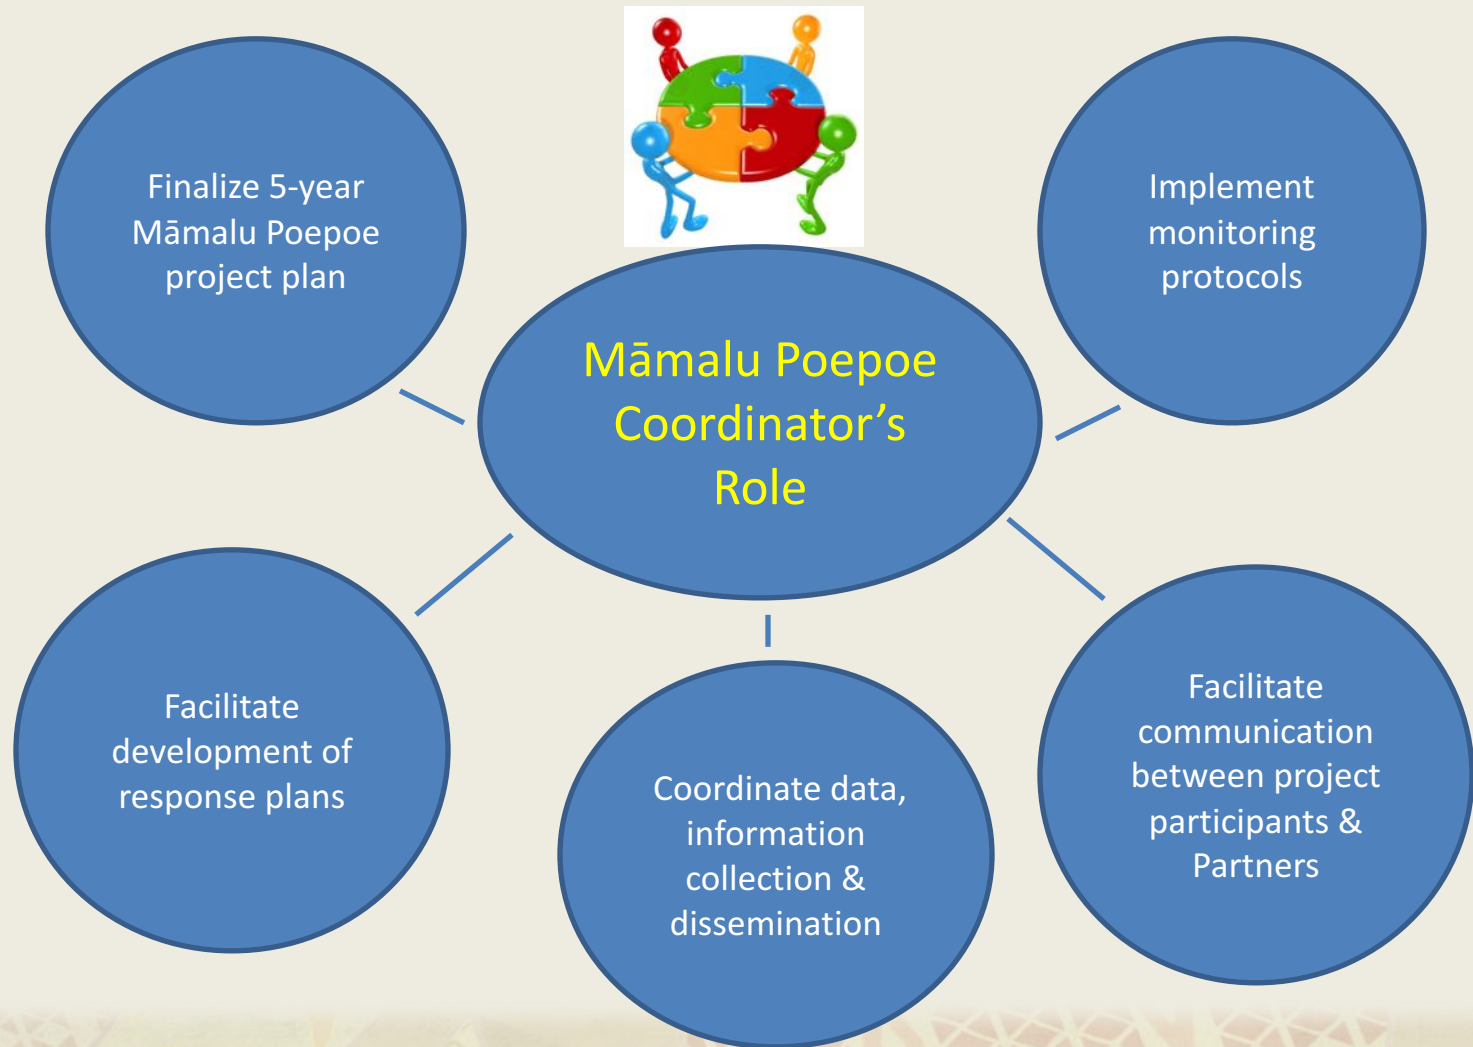 Finalize 5-year
Māmalu Poepoe
project plan
Implement
monitoring
protocols
Māmalu Poepoe
Coordinator’s
Role
Facilitate
development of
response plans
Coordinate data,
information
collection &
dissemination
Facilitate
communication
between project
participants &
Partners